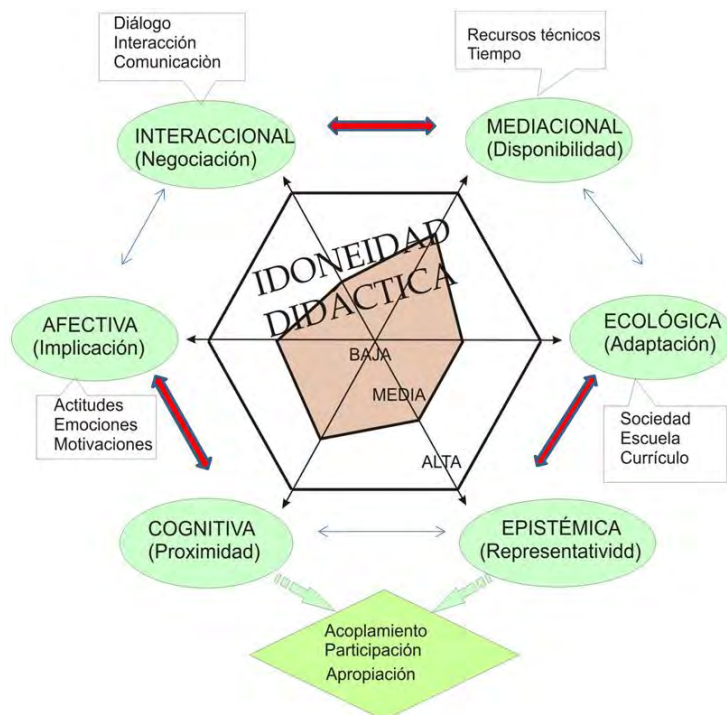 Diálogo
Interacción
Comunicaciòn
Recursos técnicos
Tiempo
INTERACCIONAL
(Negociación)
MEDIACIONAL
(Disponibilidad)
IDONEIDAD
DIDACTICA
AFECTIVA
(Implicación)
ECOLÓGICA
(Adaptación)
BAJA
MEDIA
ALTA
Actitudes
Emociones
Motivaciones
Sociedad
Escuela
Currículo
COGNITIVA
(Proximidad)
EPISTÉMICA
(Representatividd)
Acoplamiento
Participación
Apropiación